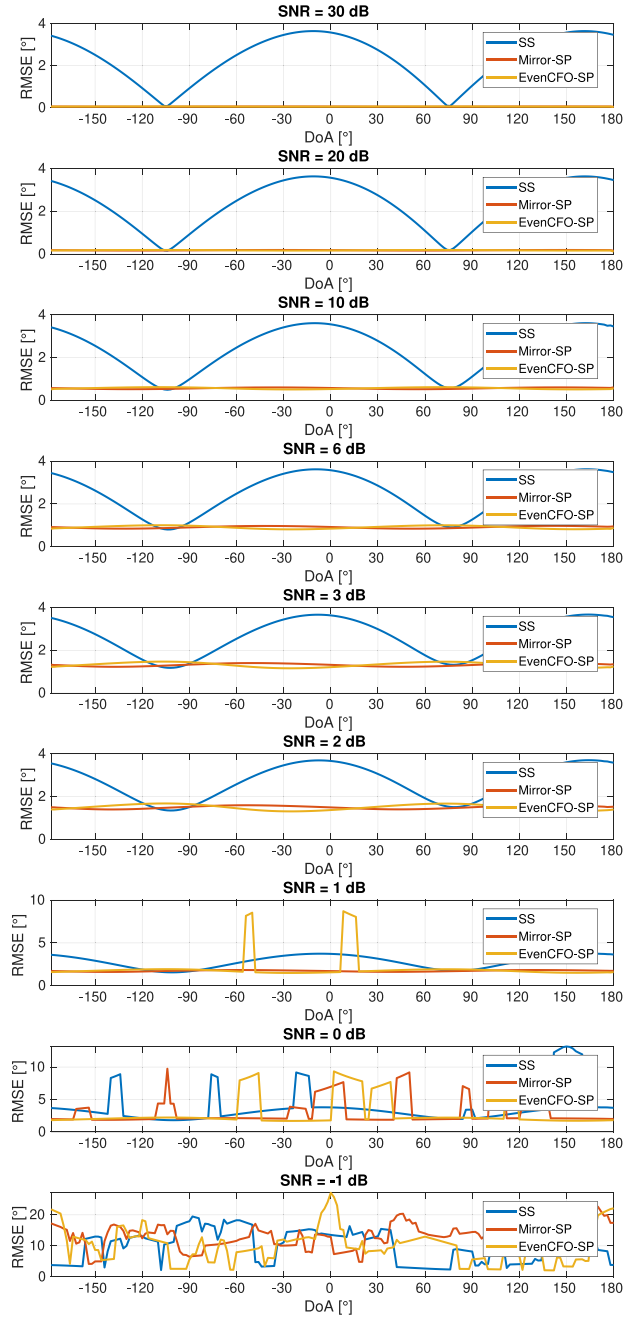 SNR = 30 dB
4
2
0
RMSE [°]
SS
Mirror-SP
EvenCFO-SP
-150 -120 -90 -60 -30 0 30 60 90 120 150 180
DoA [°]
SNR = 20 dB
4
2
0
RMSE [°]
SS
Mirror-SP
EvenCFO-SP
-150 -120 -90 -60 -30 0 30 60 90 120 150 180
DoA [°]
SNR = 10 dB
4
2
0
RMSE [°]
SS
Mirror-SP
EvenCFO-SP
-150 -120 -90 -60 -30 0 30 60 90 120 150 180
DoA [°]
SNR = 6 dB
4
2
0
RMSE [°]
SS
Mirror-SP
EvenCFO-SP
-150 -120 -90 -60 -30 0 30 60 90 120 150 180
DoA [°]
SNR = 3 dB
4
2
0
RMSE [°]
SS
Mirror-SP
EvenCFO-SP
-150 -120 -90 -60 -30 0 30 60 90 120 150 180
DoA [°]
SNR = 2 dB
4
2
0
RMSE [°]
SS
Mirror-SP
EvenCFO-SP
-150 -120 -90 -60 -30 0 30 60 90 120 150 180
DoA [°]
SNR = 1 dB
10
5
0
RMSE [°]
SS
Mirror-SP
EvenCFO-SP
-150 -120 -90 -60 -30 0 30 60 90 120 150 180
DoA [°]
SNR = 0 dB
10
5
0
RMSE [°]
SS
Mirror-SP
EvenCFO-SP
-150 -120 -90 -60 -30 0 30 60 90 120 150 180
DoA [°]
SNR = -1 dB
20
10
0
RMSE [°]
SS
Mirror-SP
EvenCFO-SP
-150 -120 -90 -60 -30 0 30 60 90 120 150 180
DoA [°]